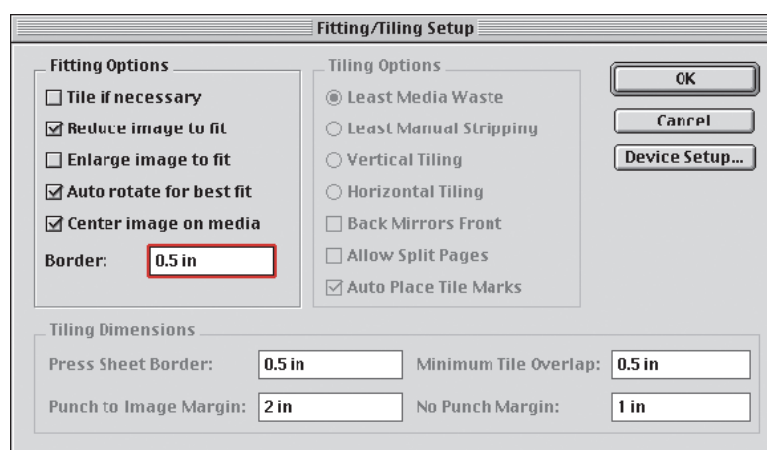 Fitting/Tiling Setup
Fitting Options
Tile if necessary
Reduce image to fit
Enlarge image to fit
Auto rotate for best fit
Center image on media
Border: 0.5 in
Tiling Options
Least Media Waste
Least Manual Stripping
Vertical Tiling
Horizontal Tiling
Back Mirrors Front
Allow Split Pages
Auto Place Tile Marks
OK
Cancel
Device Setup...
Tiling Dimensions
Press Sheet Border: 0.5 in Minimum Tile Overlap: 0.5 in
Punch to Image Margin: 2 in No Punch Margin: 1 in